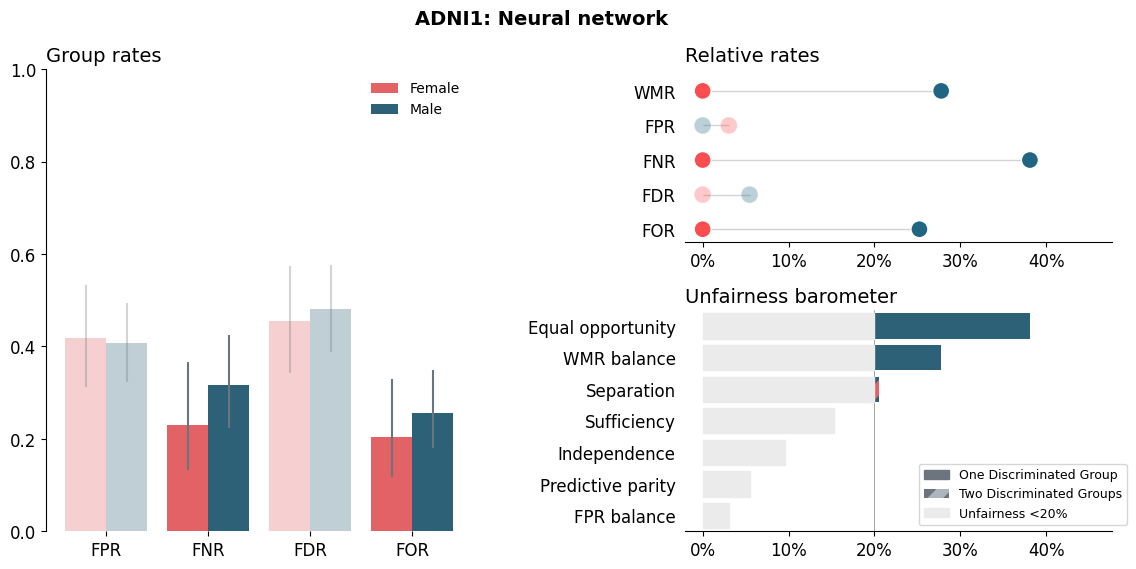 ADNI1: Neural network
Group rates
1.0
0.8
0.6
0.4
0.2
0.0
FPR
FNR
FDR
FOR
Female
Male
Relative rates
WMR
FPR
FNR
FDR
FOR
0%
10%
20%
30%
40%
Unfairness barometer
Equal opportunity
WMR balance
Separation
Sufficiency
Independence
Predictive parity
FPR balance
One Discriminated Group
Two Discriminated Groups
Unfairness <20%
0%
10%
20%
30%
40%